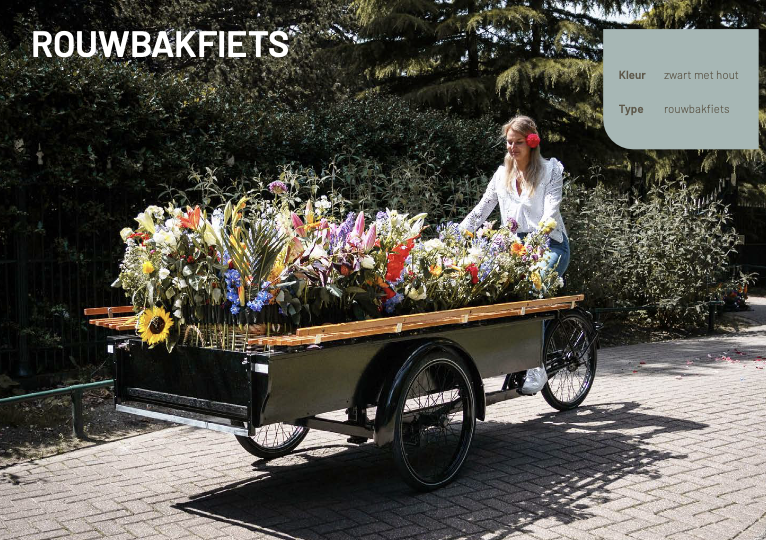 ROUWBAKFIETS
Kleur zwart met hout
Type rouwbakfiets